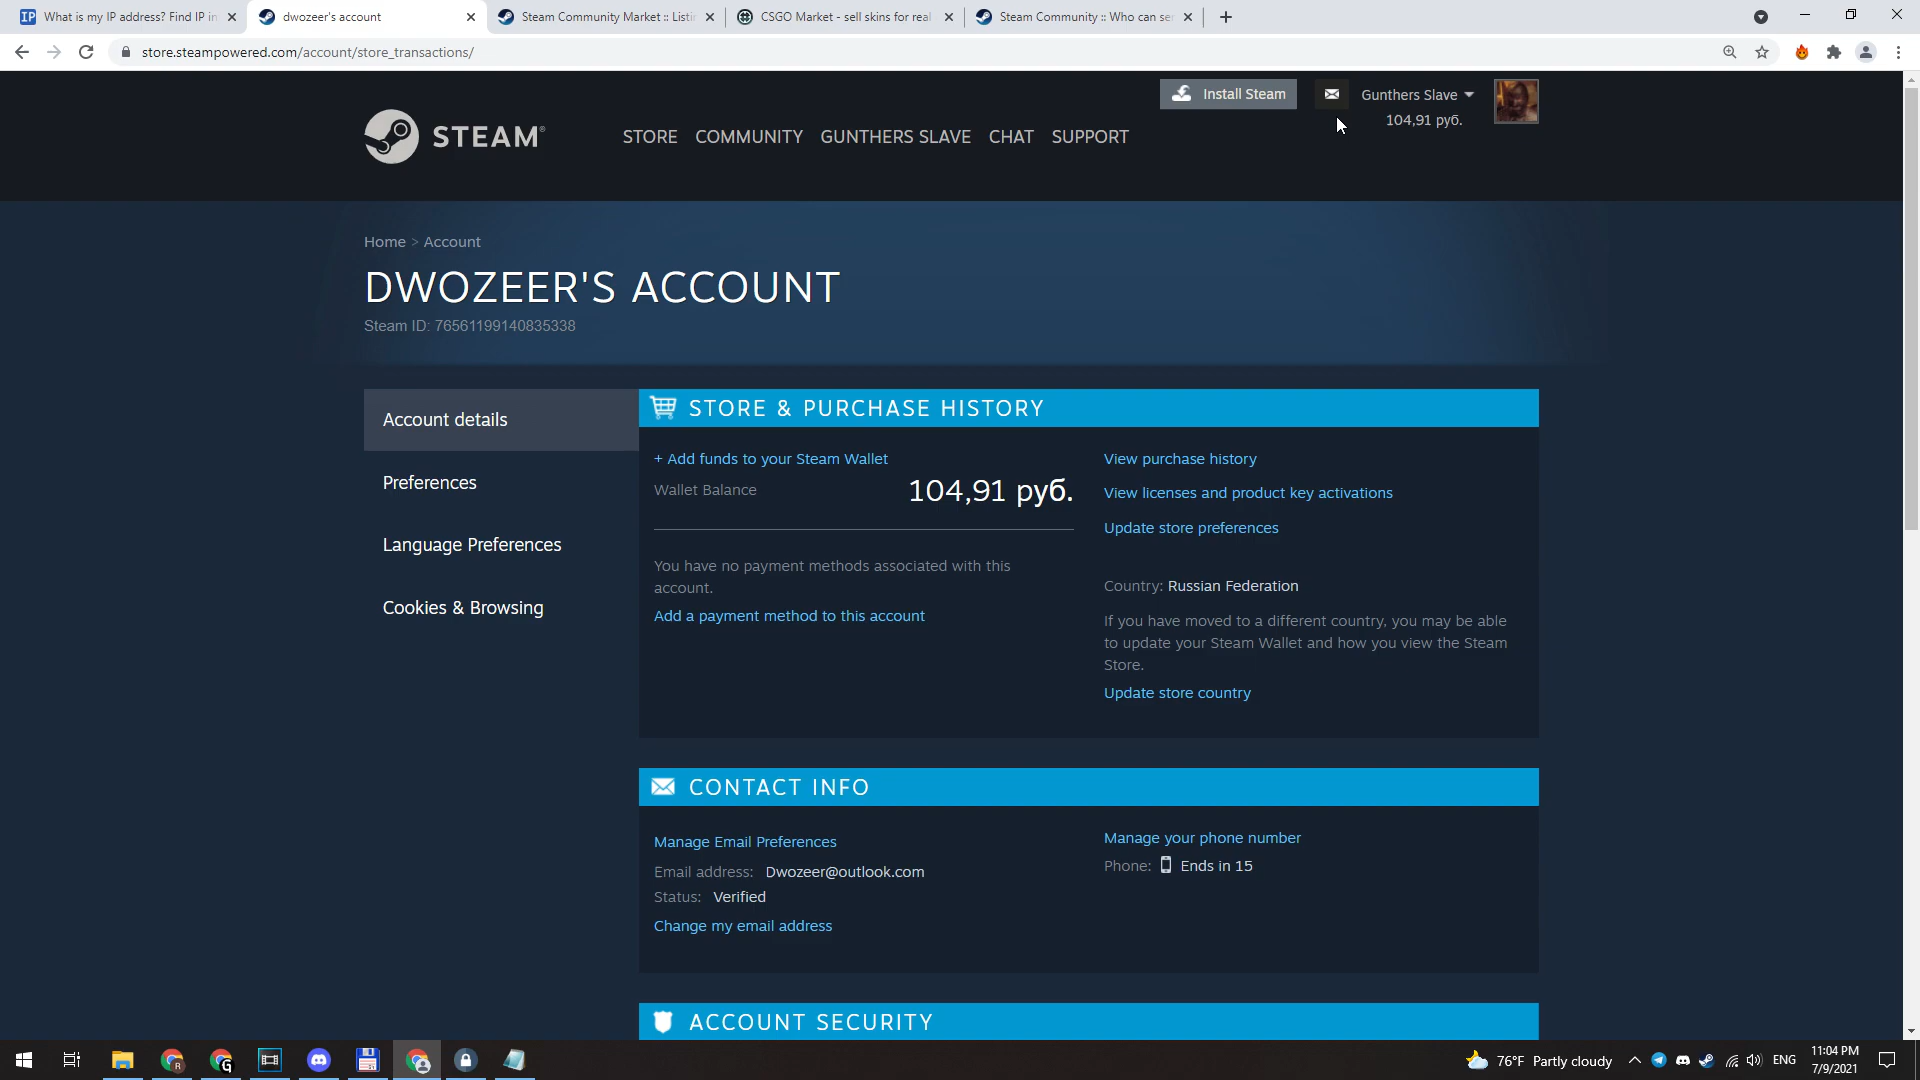 What is my IP address? Find IP in
dwozeer's account
Steam Community Market :: Listi
CSGO Market - sell skins for real
Steam Community :: Who can se
store.steampowered.com/account/store_transactions/
Install Steam
Gunthers Slave
104,91 руб.
STEAM®
STORE
COMMUNITY
GUNTHERS SLAVE
CHAT
SUPPORT
Home > Account
DWOZEER'S ACCOUNT
Steam ID: 76561199140835338
Account details
Preferences
Language Preferences
Cookies & Browsing
STORE & PURCHASE HISTORY
+ Add funds to your Steam Wallet
Wallet Balance 104,91 руб.
You have no payment methods associated with this
account.
Add a payment method to this account
View purchase history
View licenses and product key activations
Update store preferences
Country: Russian Federation
If you have moved to a different country, you may be able
to update your Steam Wallet and how you view the Steam
Store.
Update store country
CONTACT INFO
Manage Email Preferences
Email address: Dwozeer@outlook.com
Status: Verified
Change my email address
Manage your phone number
Phone: Ends in 15
ACCOUNT SECURITY
76°F Partly cloudy
ENG
11:04 PM
7/9/2021